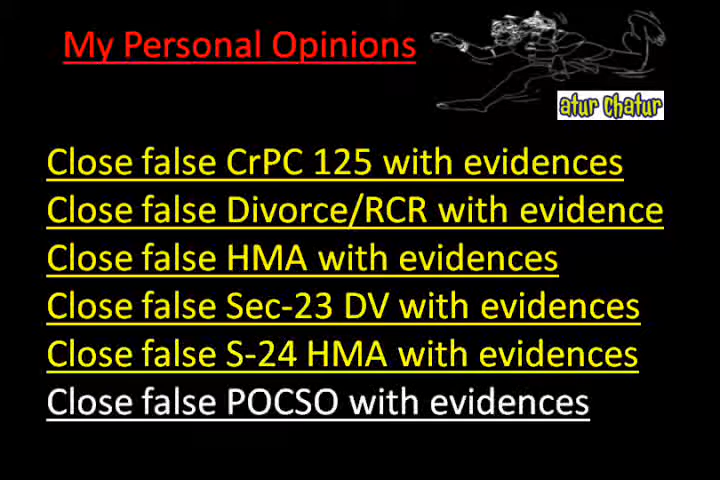 My Personal Opinions
atur Chatur
Close false CrPC 125 with evidences
Close false Divorce/RCR with evidence
Close false HMA with evidences
Close false Sec-23 DV with evidences
Close false S-24 HMA with evidences
Close false POCSO with evidences